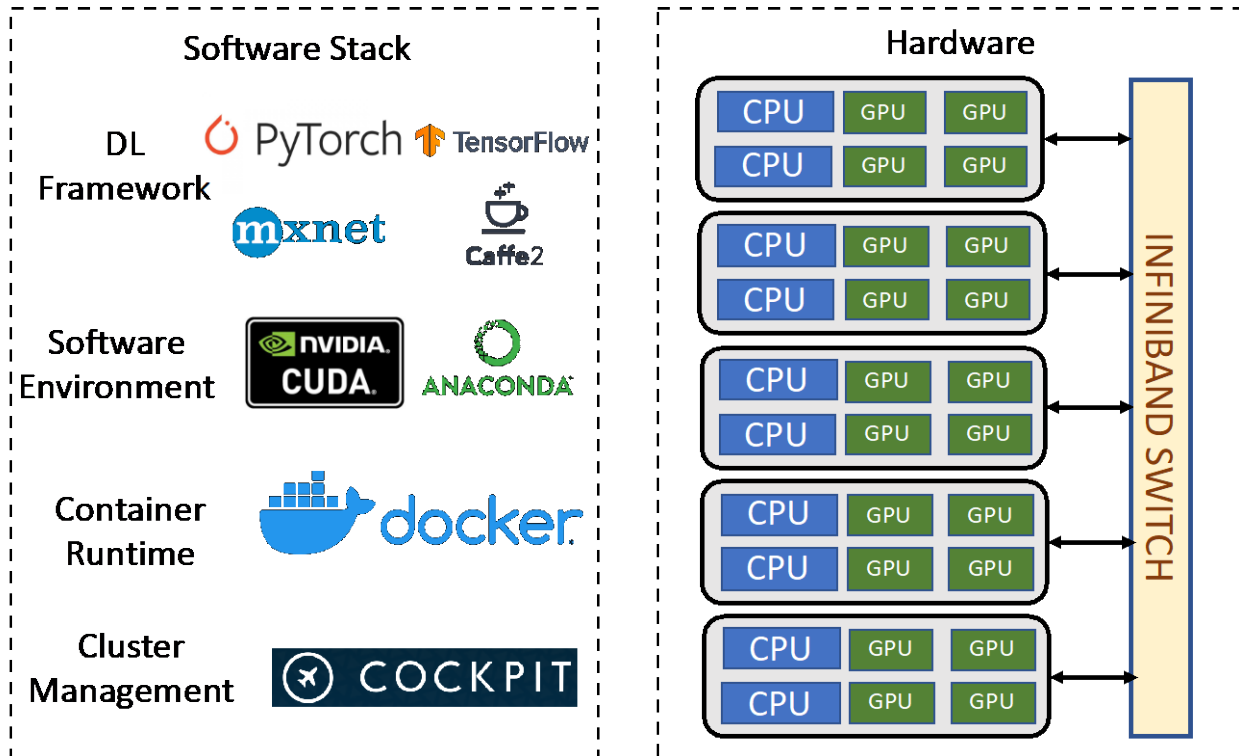 Software Stack
DL
Framework
PyTorch
TensorFlow
mxnet
Caffe2
Software
Environment
NVIDIA.
CUDA.
ANACONDA
Container
Runtime
docker
Cluster
Management
COCKPIT
Hardware
CPU GPU GPU
CPU GPU GPU
CPU GPU GPU
CPU GPU GPU
CPU GPU GPU
CPU GPU GPU
CPU GPU GPU
CPU GPU GPU
CPU GPU GPU
CPU GPU GPU
INFINIBAND SWITCH